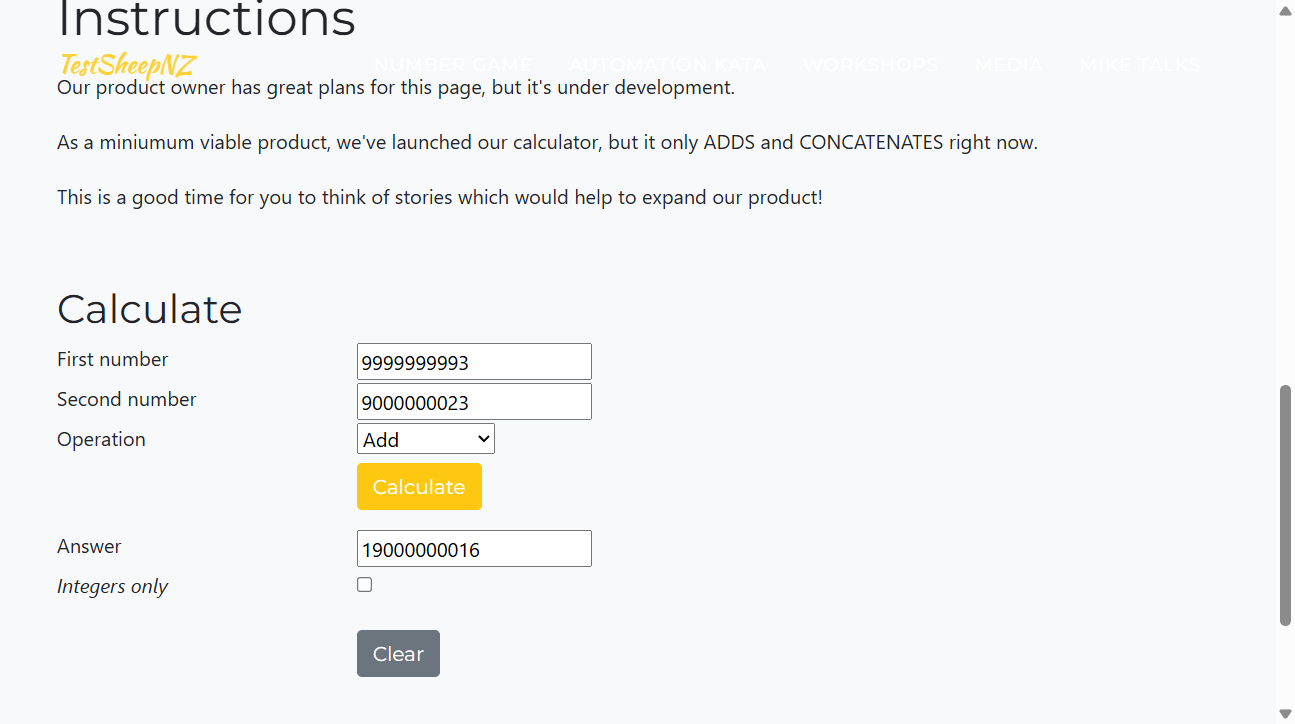 Instructions
TestSheepNZ
NUMBER GAME AUTOMATION KATA WORKSHOPS MEDIA MIKE TALKS
Our product owner has great plans for this page, but it's under development.
As a miniumum viable product, we've launched our calculator, but it only ADDS and CONCATENATES right now.
This is a good time for you to think of stories which would help to expand our product!
Calculate
First number 9999999993
Second number 9000000023
Operation Add
Calculate
Answer 19000000016
Integers only
Clear